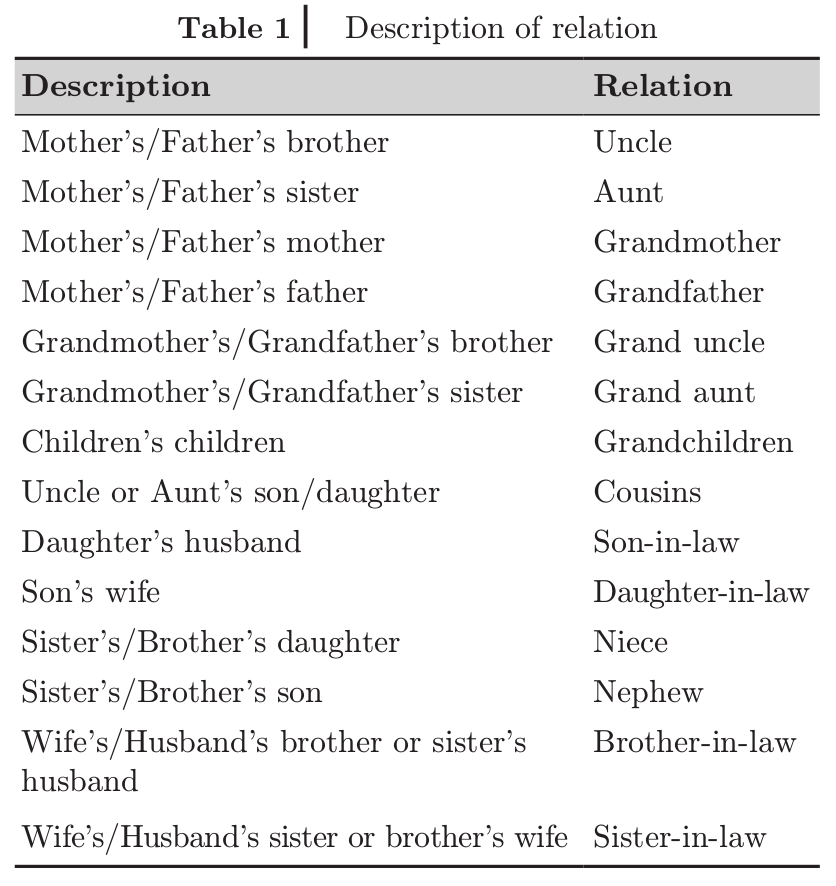 Table 1 | Description of relation
Description Relation
Mother's/Father's brother Uncle
Mother's/Father's sister Aunt
Mother's/Father's mother Grandmother
Mother's/Father's father Grandfather
Grandmother's/Grandfather's brother Grand uncle
Grandmother's/Grandfather's sister Grand aunt
Children's children Grandchildren
Uncle or Aunt's son/daughter Cousins
Daughter's husband Son-in-law
Son's wife Daughter-in-law
Sister's/Brother's daughter Niece
Sister's/Brother's son Nephew
Wife's/Husband's brother or sister's Brother-in-law
husband
Wife's/Husband's sister or brother's wife Sister-in-law